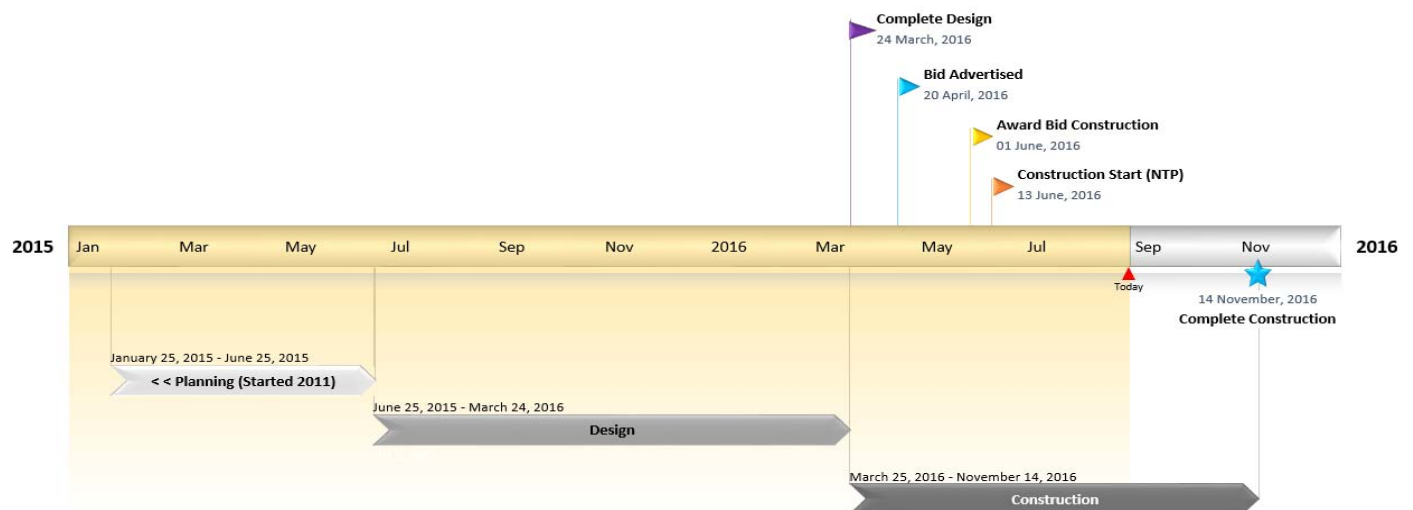 Complete Design
24 March, 2016
Bid Advertised
20 April, 2016
Award Bid Construction
01 June, 2016
Construction Start (NTP)
13 June, 2016
2015 Jan Mar May Jul Sep Nov 2016 Mar May Jul Sep Nov 2016
Today
14 November, 2016
Complete Construction
January 25, 2015 - June 25, 2015
< < Planning (Started 2011)
June 25, 2015 - March 24, 2016
Design
March 25, 2016 - November 14, 2016
Construction